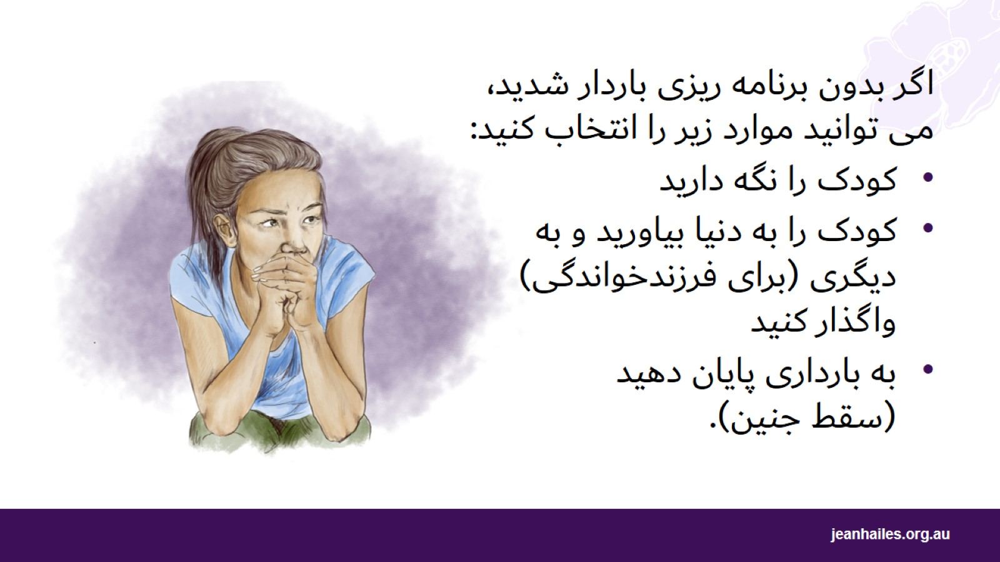 اگر بدون برنامه ریزی باردار شدید،
می توانید موارد زیر را انتخاب کنید:
• کودک را نگه دارید
• کودک را به دنیا بیاورید و به
دیگری (برای فرزندخواندگی)
واگذار کنید
• به بارداری پایان دهید
(سقط جنین).
jeanhailes.org.au